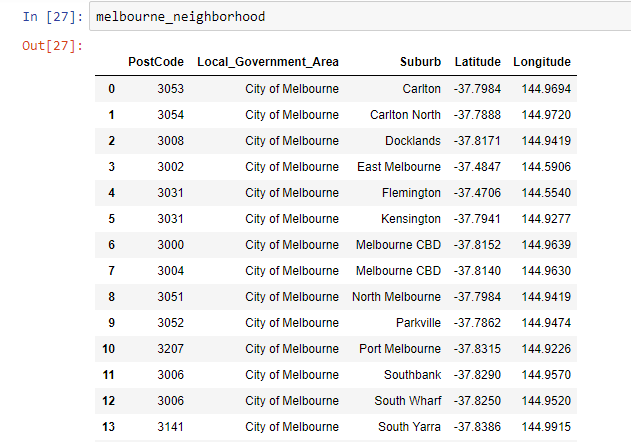 In [27]: melbourne_neighborhood
Out[27]:
PostCode Local_Government_Area Suburb Latitude Longitude
0 3053 City of Melbourne Carlton -37.7984 144.9694
1 3054 City of Melbourne Carlton North -37.7888 144.9720
2 3008 City of Melbourne Docklands -37.8171 144.9419
3 3002 City of Melbourne East Melbourne -37.4847 144.5906
4 3031 City of Melbourne Flemington -37.4706 144.5540
5 3031 City of Melbourne Kensington -37.7941 144.9277
6 3000 City of Melbourne Melbourne CBD -37.8152 144.9639
7 3004 City of Melbourne Melbourne CBD -37.8140 144.9630
8 3051 City of Melbourne North Melbourne -37.7984 144.9419
9 3052 City of Melbourne Parkville -37.7862 144.9474
10 3207 City of Melbourne Port Melbourne -37.8315 144.9226
11 3006 City of Melbourne Southbank -37.8290 144.9570
12 3006 City of Melbourne South Wharf -37.8250 144.9520
13 3141 City of Melbourne South Yarra -37.8386 144.9915